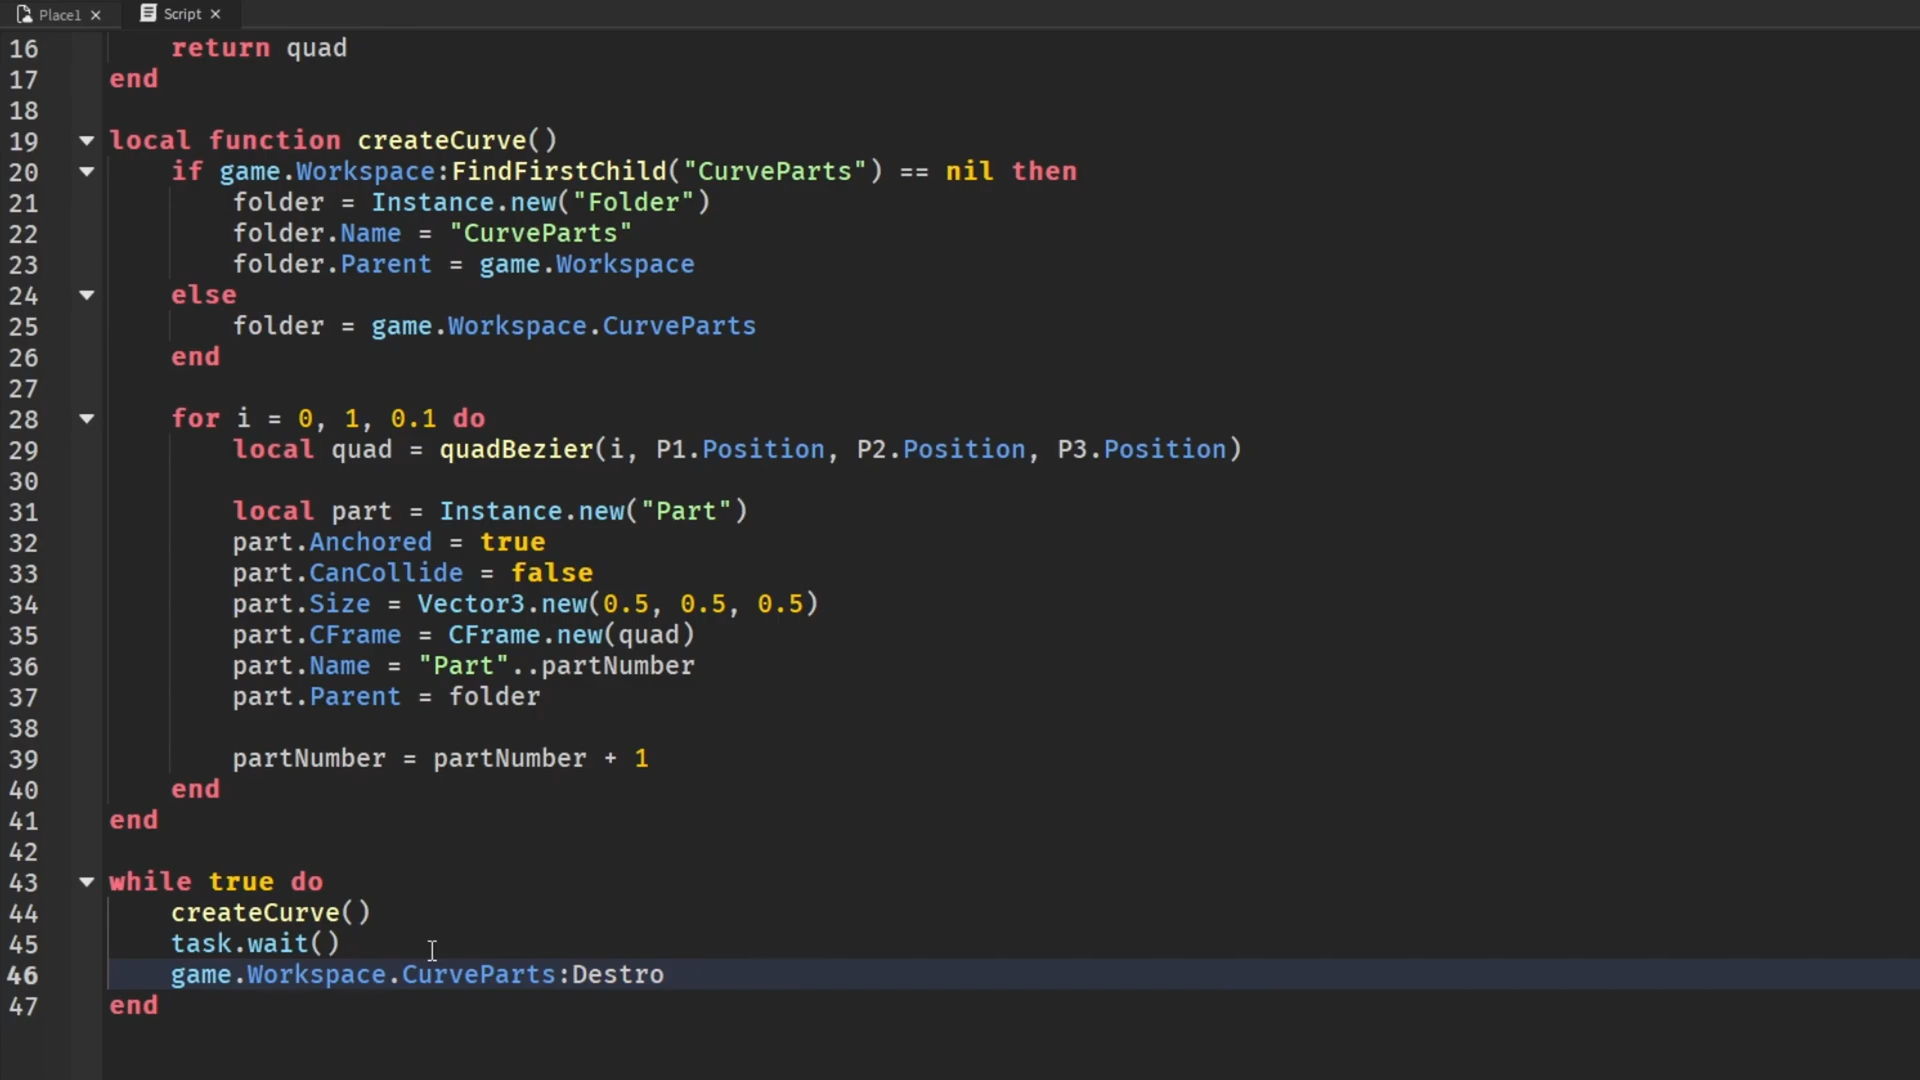 Place1 × Script ×
16 return quad
17 end
18
19 local function createCurve()
20 if game.Workspace:FindFirstChild("CurveParts") == nil then
21 folder = Instance.new("Folder")
22 folder.Name = "CurveParts"
23 folder.Parent = game.Workspace
24 else
25 folder = game.Workspace.CurveParts
26 end
27
28 for i = 0, 1, 0.1 do
29 local quad = quadBezier(i, P1.Position, P2.Position, P3.Position)
30
31 local part = Instance.new("Part")
32 part.Anchored = true
33 part.CanCollide = false
34 part.Size = Vector3.new(0.5, 0.5, 0.5)
35 part.CFrame = CFrame.new(quad)
36 part.Name = "Part"..partNumber
37 part.Parent = folder
38
39 partNumber = partNumber + 1
40 end
41 end
42
43 while true do
44 createCurve()
45 task.wait()
46 game.Workspace.CurveParts:Destro
47 end